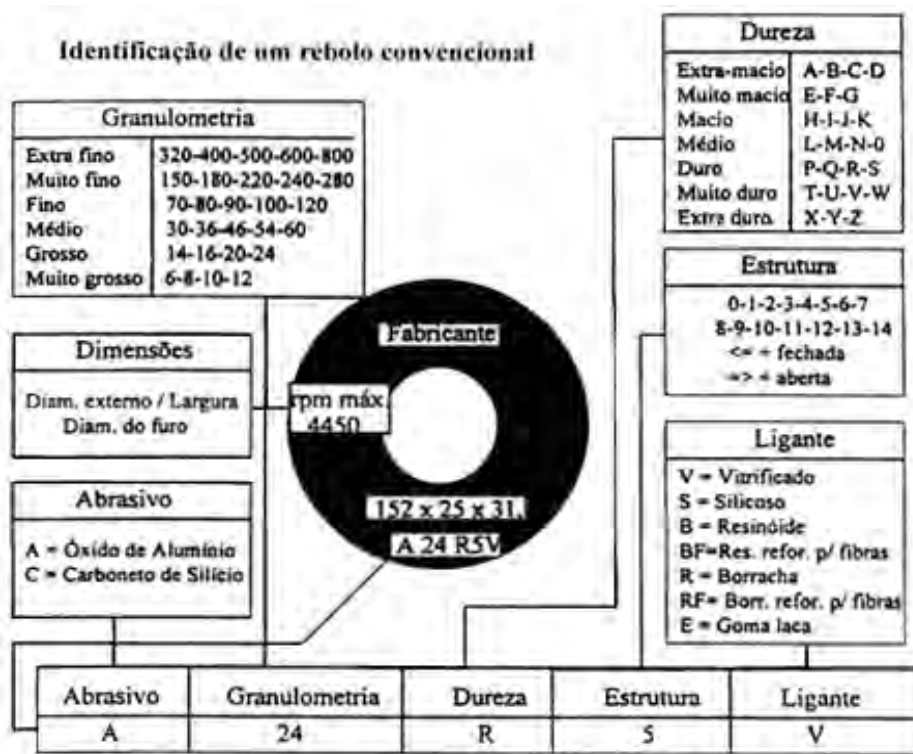 Identificação de um rebolo convencional
Granulometria
Extra fino 320-400-500-600-800
Muito fino 150-180-220-240-280
Fino 70-80-90-100-120
Médio 30-36-46-54-60
Grosso 14-16-20-24
Muito grosso 6-8-10-12
Dimensões
Diam. externo / Largura
Diam. do furo
Abrasivo
A = Óxido de Alumínio
C = Carboneto de Silício
Fabricante
rpm máx.
4450
152 x 25 x 31,
A 24 R5V
Dureza
Extra-macio A-B-C-D
Muito macio E-F-G
Macio H-I-J-K
Médio L-M-N-0
Duro P-Q-R-S
Muito duro T-U-V-W
Extra duro. X-Y-Z
Estrutura
0-1-2-3-4-5-6-7
8-9-10-11-12-13-14
<= + fechada
=> + aberta
Ligante
V = Vitrificado
S = Silicoso
B = Resinóide
BF=Res. refor. p/ fibras
R = Borracha
RF= Borr. refor. p/ fibras
E = Goma laca
Abrasivo Granulometria Dureza Estrutura Ligante
A 24 R 5 V